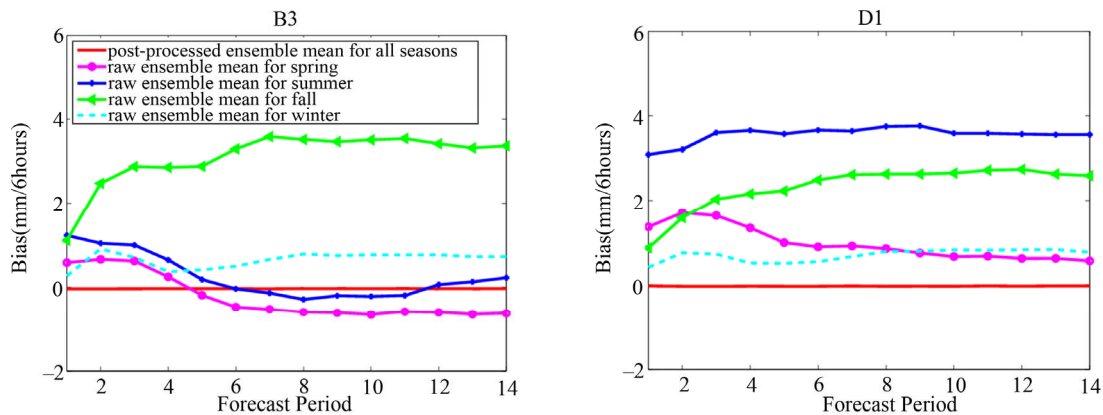 B3
6
4
2
0
–2
Bias(mm/6hours)
post-processed ensemble mean for all seasons
raw ensemble mean for spring
raw ensemble mean for summer
raw ensemble mean for fall
raw ensemble mean for winter
2 4 6 8 10 12 14
Forecast Period
D1
6
4
2
0
–2
Bias(mm/6hours)
2 4 6 8 10 12 14
Forecast Period